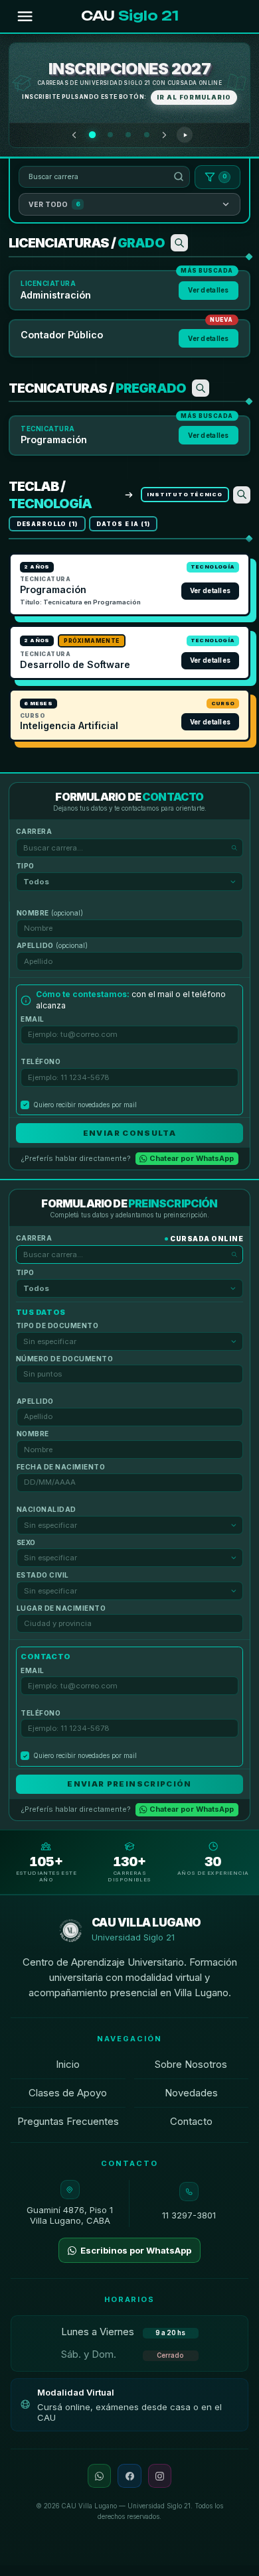 CAU Siglo 21
INSCRIPCIONES 2027
CARRERAS DE UNIVERSIDAD SIGLO 21 CON CURSADA ONLINE
INSCRIBITE PULSANDO ESTE BOTÓN: IR AL FORMULARIO
Buscar carrera
0
VER TODO 6
LICENCIATURAS / GRADO
MÁS BUSCADA
LICENCIATURA
Administración
Ver detalles
NUEVA
Contador Público
Ver detalles
TECNICATURAS / PREGRADO
MÁS BUSCADA
TECNICATURA
Programación
Ver detalles
TECLAB /
TECNOLOGÍA
INSTITUTO TÉCNICO
DESARROLLO (1) DATOS E IA (1)
2 AÑOS TECNOLOGÍA
TECNICATURA
Programación
Título: Tecnicatura en Programación
Ver detalles
2 AÑOS PRÓXIMAMENTE TECNOLOGÍA
TECNICATURA
Desarrollo de Software
Ver detalles
6 MESES CURSO
CURSO
Inteligencia Artificial
Ver detalles
FORMULARIO DE CONTACTO
Dejanos tus datos y te contactamos para orientarte.
CARRERA
Buscar carrera...
TIPO
Todos
NOMBRE (opcional)
Nombre
APELLIDO (opcional)
Apellido
Cómo te contestamos: con el mail o el teléfono
alcanza
EMAIL
Ejemplo: tu@correo.com
TELÉFONO
Ejemplo: 11 1234-5678
Quiero recibir novedades por mail
ENVIAR CONSULTA
¿Preferís hablar directamente? Chatear por WhatsApp
FORMULARIO DE PREINSCRIPCIÓN
Completá tus datos y adelantamos tu preinscripción.
CARRERA CURSADA ONLINE
Buscar carrera...
TIPO
Todos
TUS DATOS
TIPO DE DOCUMENTO
Sin especificar
NÚMERO DE DOCUMENTO
Sin puntos
APELLIDO
Apellido
NOMBRE
Nombre
FECHA DE NACIMIENTO
DD/MM/AAAA
NACIONALIDAD
Sin especificar
SEXO
Sin especificar
ESTADO CIVIL
Sin especificar
LUGAR DE NACIMIENTO
Ciudad y provincia
CONTACTO
EMAIL
Ejemplo: tu@correo.com
TELÉFONO
Ejemplo: 11 1234-5678
Quiero recibir novedades por mail
ENVIAR PREINSCRIPCIÓN
¿Preferís hablar directamente? Chatear por WhatsApp
105+ 130+ 30
ESTUDIANTES ESTE AÑO
CARRERAS DISPONIBLES
AÑOS DE EXPERIENCIA
CAU VILLA LUGANO
Universidad Siglo 21
Centro de Aprendizaje Universitario. Formación
universitaria con modalidad virtual y
acompañamiento presencial en Villa Lugano.
NAVEGACIÓN
Inicio Sobre Nosotros
Clases de Apoyo Novedades
Preguntas Frecuentes Contacto
CONTACTO
Guaminí 4876, Piso 1
Villa Lugano, CABA
11 3297-3801
Escribinos por WhatsApp
HORARIOS
Lunes a Viernes 9 a 20 hs
Sáb. y Dom. Cerrado
Modalidad Virtual
Cursá online, exámenes desde casa o en el
CAU
© 2026 CAU Villa Lugano — Universidad Siglo 21. Todos los
derechos reservados.